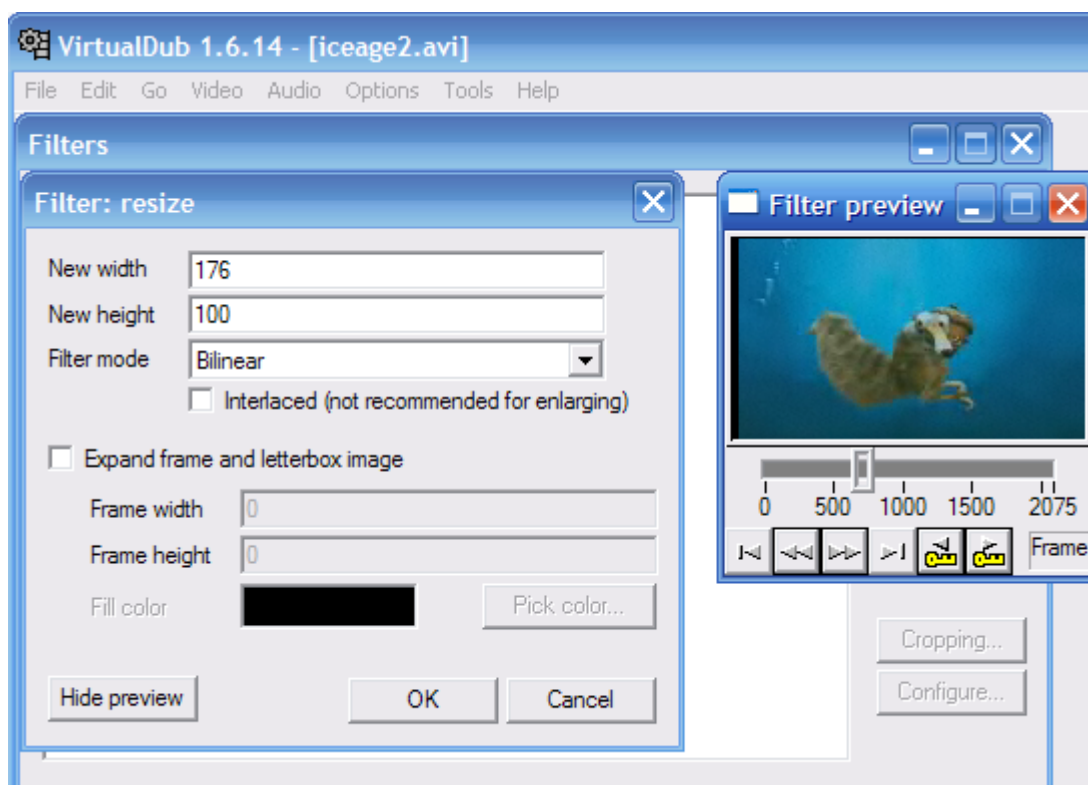 VirtualDub 1.6.14 - [iceage2.avi]
File Edit Go Video Audio Options Tools Help
Filters
Filter: resize
New width 176
New height 100
Filter mode Bilinear
Interlaced (not recommended for enlarging)
Expand frame and letterbox image
Frame width 0
Frame height 0
Fill color Pick color...
Hide preview OK Cancel
Filter preview
0 500 1000 1500 2075
Frame
Cropping...
Configure...